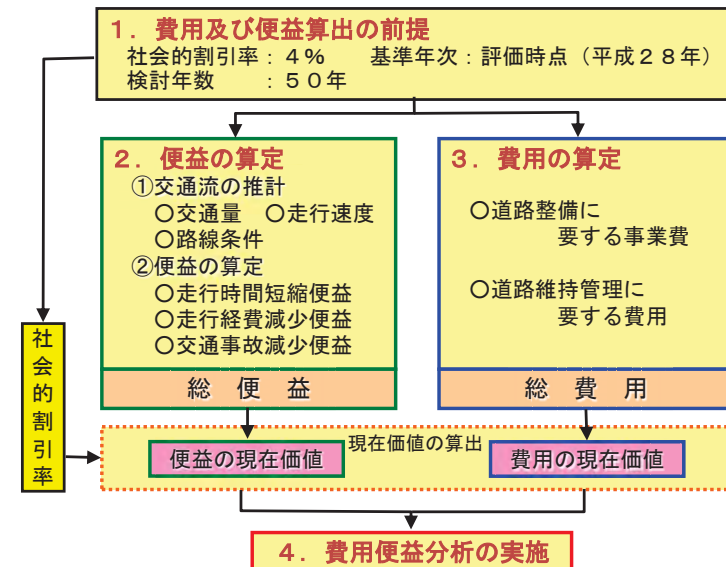 １．費用及び便益算出の前提
社会的割引率：４％　基準年次：評価時点（平成２８年）
検討年数　：５０年
２．便益の算定
①交通流の推計
○交通量　○走行速度
○路線条件
②便益の算定
○走行時間短縮便益
○走行経費減少便益
○交通事故減少便益
総　便　益
３．費用の算定
○道路整備に
要する事業費
○道路維持管理に
要する費用
総　費　用
社会的割引率
現在価値の算出
便益の現在価値
費用の現在価値
４．費用便益分析の実施